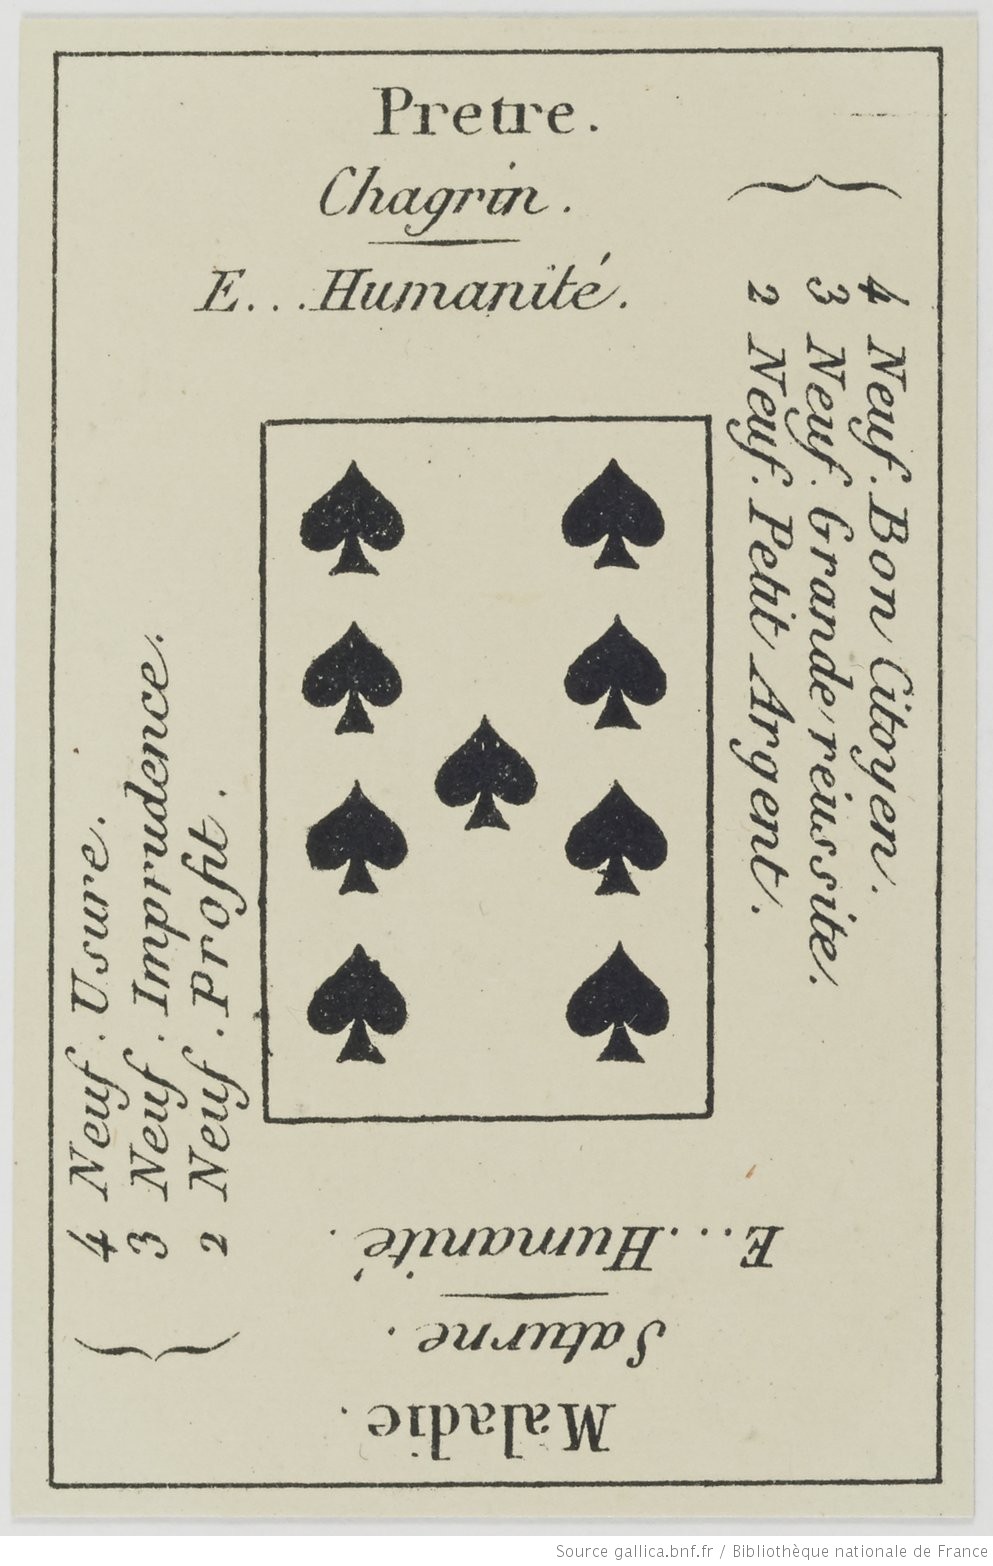 Pretre.
Chagrin.
E...Humanité.
4 Neuf. Bon Citoyen.
3 Neuf. Grande réussite.
2 Neuf. Petit Argent.
4 Neuf. Usure.
3 Neuf. Imprudence.
2 Neuf. Profit.
Maladie.
Saturne.
E...Humanité.
Source gallica.bnf.fr / Bibliothèque nationale de France